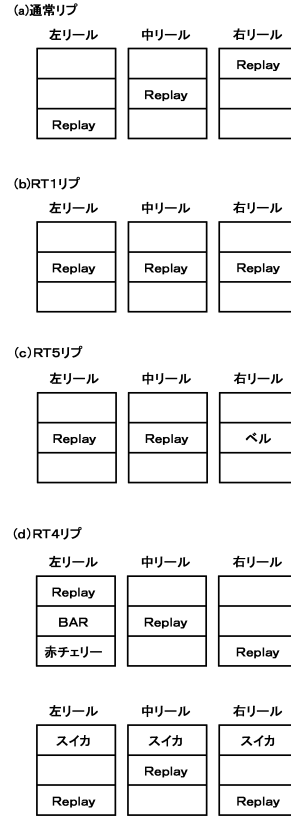 (a)通常リプ
左リール 中リール 右リール
Replay
Replay
Replay
(b)RT1リプ
左リール 中リール 右リール
Replay Replay Replay
(c)RT5リプ
左リール 中リール 右リール
Replay Replay ベル
(d)RT4リプ
左リール 中リール 右リール
Replay
BAR Replay
赤チェリー Replay
左リール 中リール 右リール
スイカ スイカ スイカ
Replay
Replay Replay